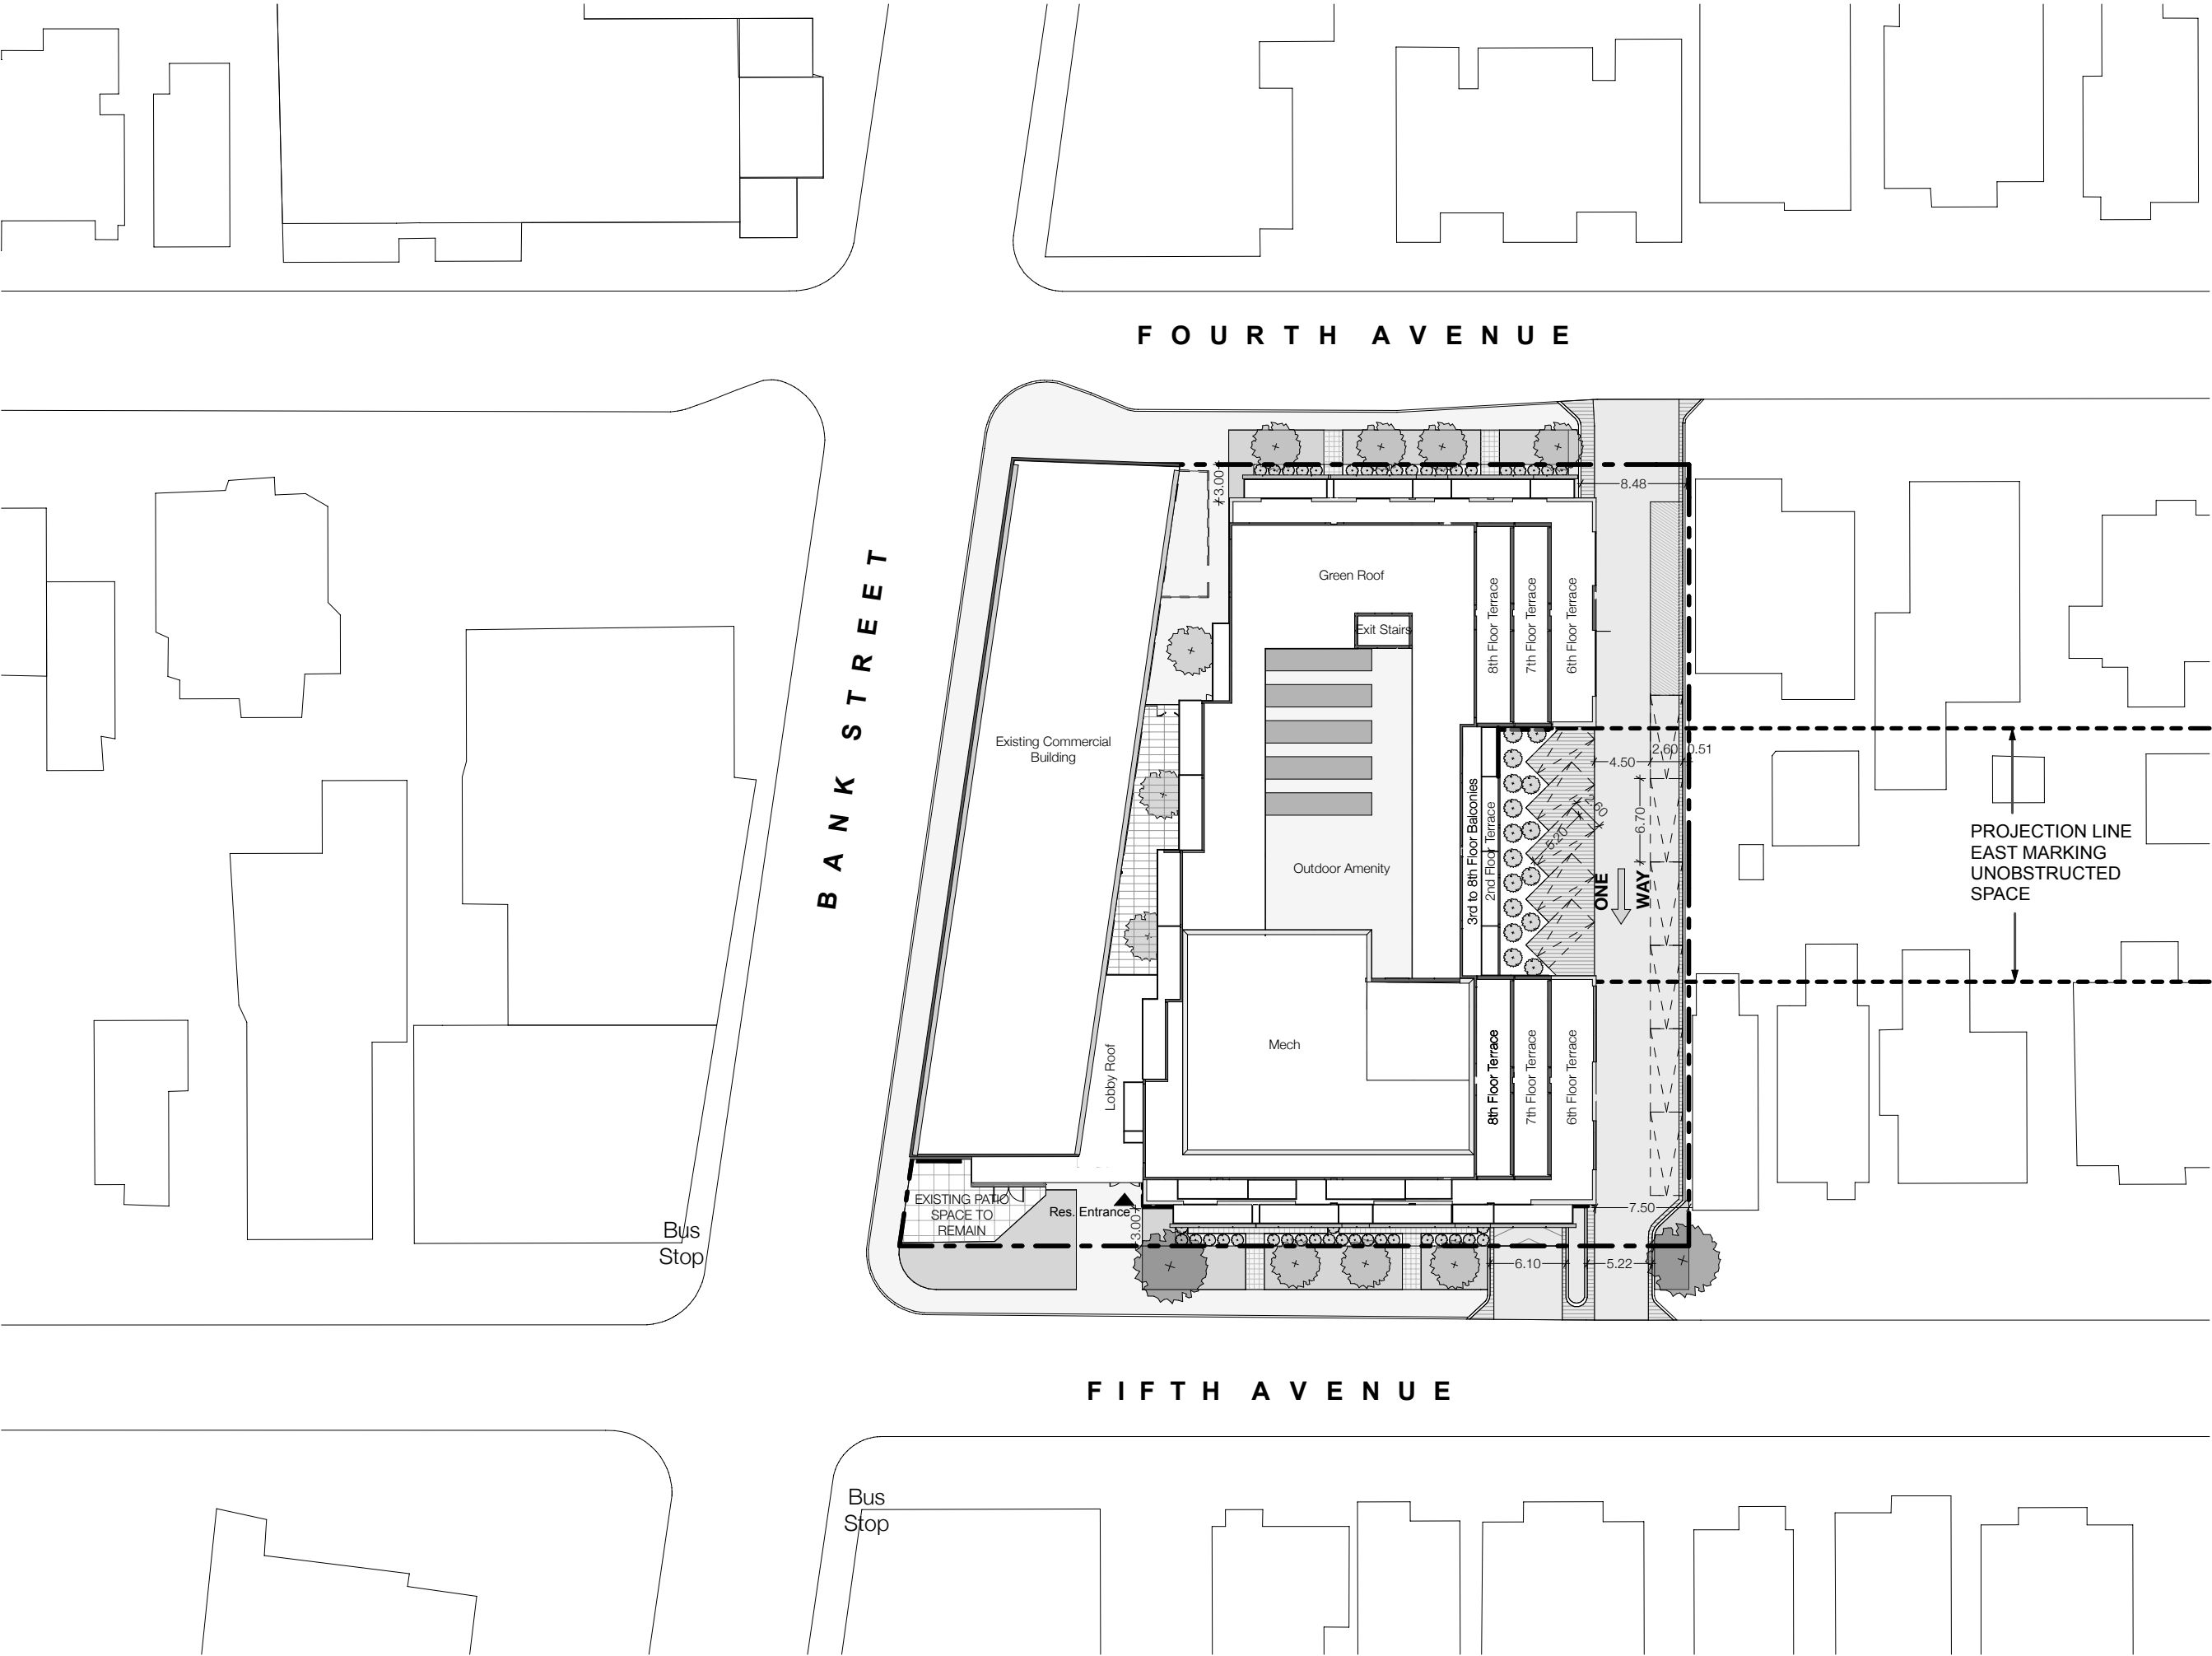 FOURTH AVENUE
3.00
8.48
BANK STREET
Green Roof
Exit Stairs
8th Floor Terrace
7th Floor Terrace
6th Floor Terrace
Existing Commercial
Building
2.60
0.51
4.50
3rd to 8th Floor Balconies
2nd Floor Terrace
2.60
5.20
6.70
Outdoor Amenity
ONE
WAY
PROJECTION LINE
EAST MARKING
UNOBSTRUCTED
SPACE
Mech
Lobby Roof
8th Floor Terrace
7th Floor Terrace
6th Floor Terrace
EXISTING PATIO
SPACE TO
REMAIN
Res. Entrance
3.00
7.50
Bus
Stop
6.10
5.22
FIFTH AVENUE
Bus
Stop